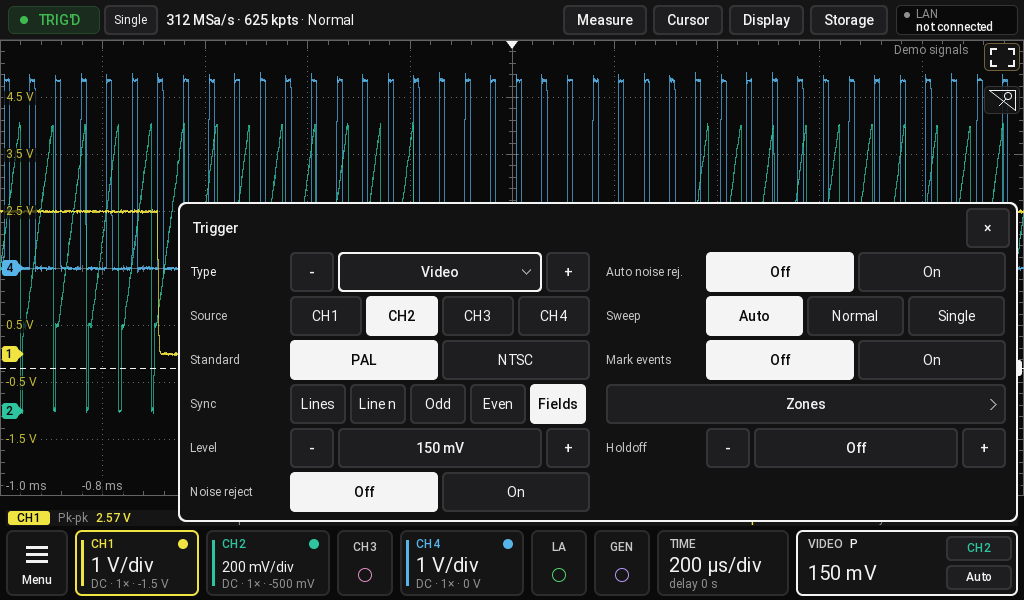 TRIG'D Single 312 MSa/s · 625 kpts · Normal Measure Cursor Display Storage LAN
not connected
Demo signals
4.5 V
3.5 V
2.5 V
4
0.5 V
1
-0.5 V
2
-1.5 V
-1.0 ms -0.8 ms
Trigger ×
Type - Video + Auto noise rej. Off On
Source CH1 CH2 CH3 CH4 Sweep Auto Normal Single
Standard PAL NTSC Mark events Off On
Sync Lines Line n Odd Even Fields Zones
Level - 150 mV + Holdoff - Off +
Noise reject Off On
CH1 Pk-pk 2.57 V
Menu
CH1
1 V/div
DC · 1× · -1.5 V
CH2
200 mV/div
DC · 1× · -500 mV
CH3
CH4
1 V/div
DC · 1× · 0 V
LA
GEN
TIME
200 µs/div
delay 0 s
VIDEO P
150 mV
CH2
Auto